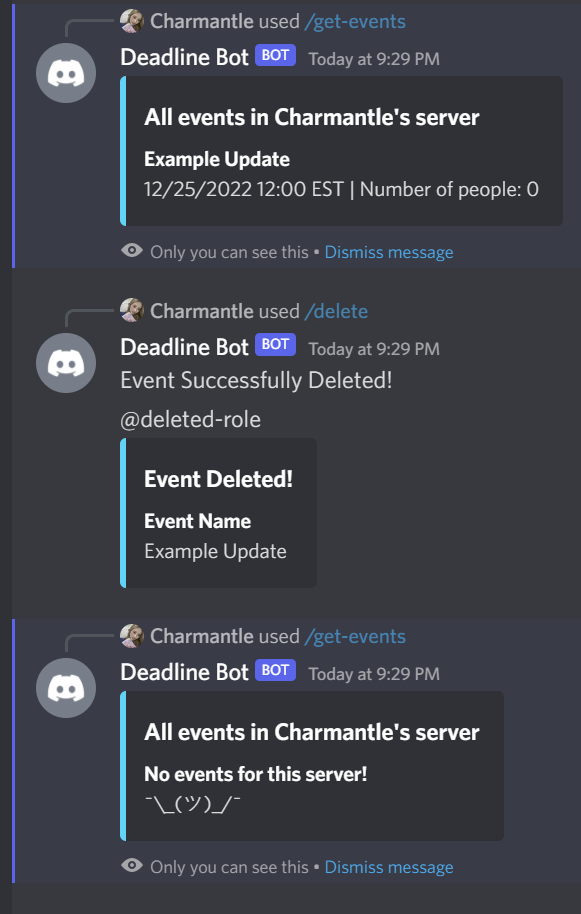 Charmantle used /get-events
Deadline Bot BOT Today at 9:29 PM
All events in Charmantle's server
Example Update
12/25/2022 12:00 EST | Number of people: 0
Only you can see this • Dismiss message
Charmantle used /delete
Deadline Bot BOT Today at 9:29 PM
Event Successfully Deleted!
@deleted-role
Event Deleted!
Event Name
Example Update
Charmantle used /get-events
Deadline Bot BOT Today at 9:29 PM
All events in Charmantle's server
No events for this server!
¯\_(ツ)_/¯
Only you can see this • Dismiss message